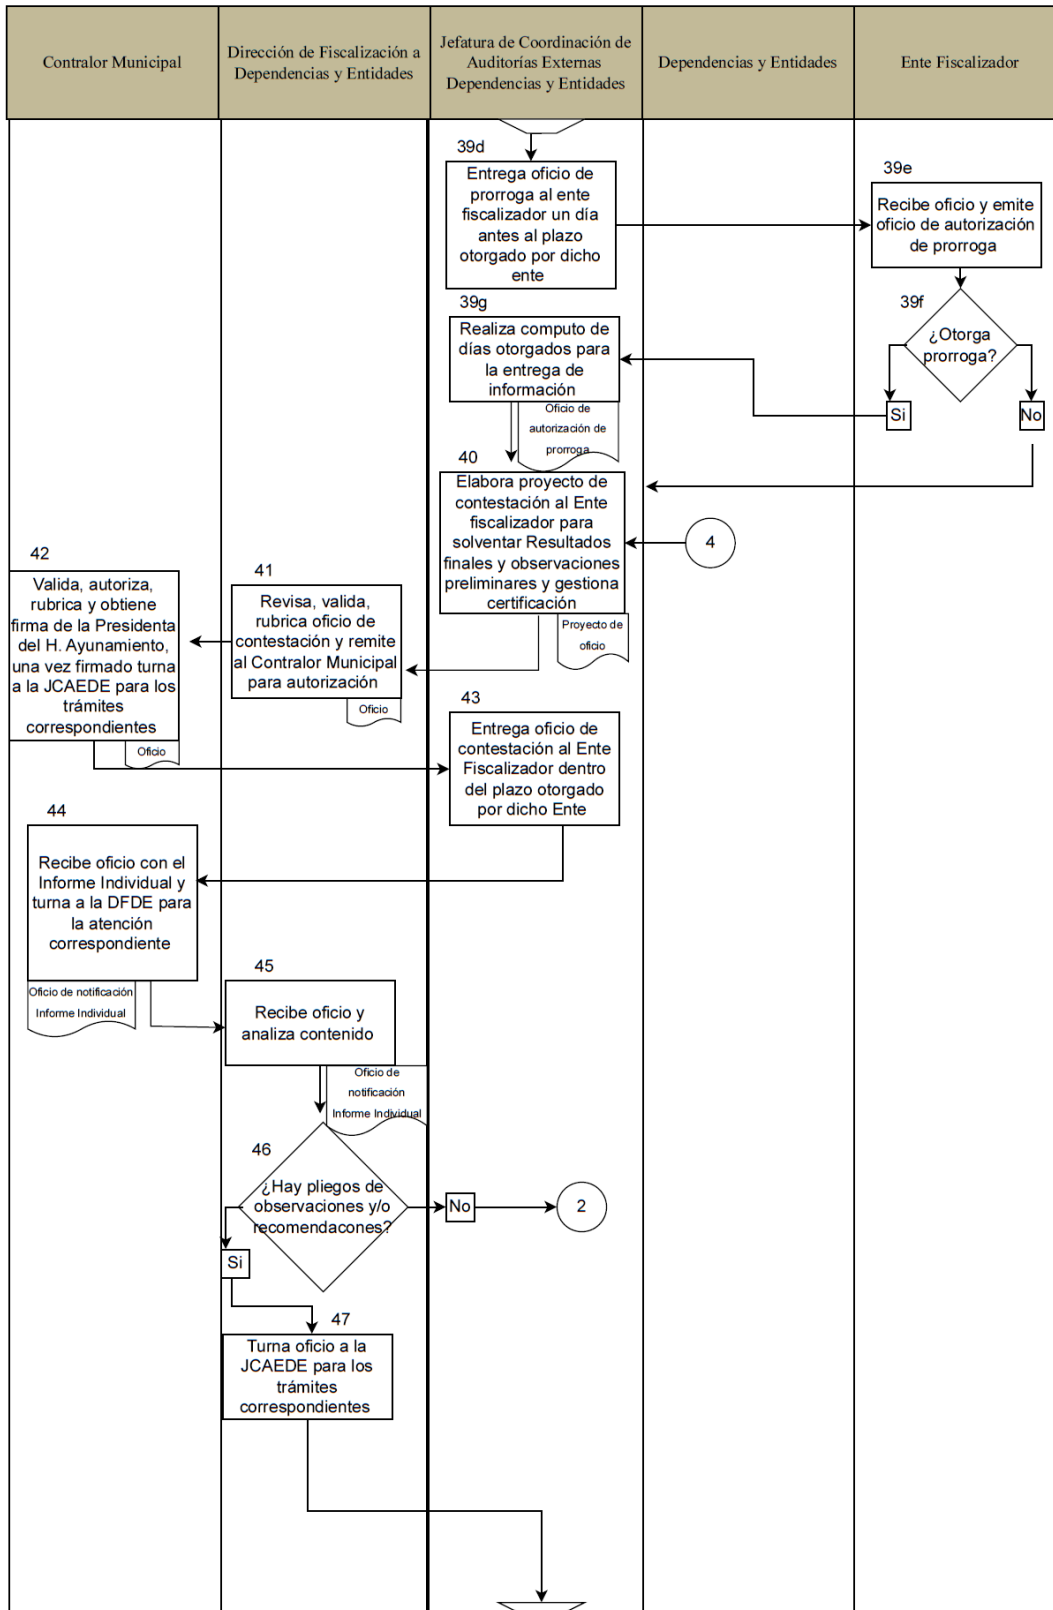 Contralor Municipal
Dirección de Fiscalización a
Dependencias y Entidades
Jefatura de Coordinación de
Auditorías Externas
Dependencias y Entidades
Dependencias y Entidades
Ente Fiscalizador
39d
Entrega oficio de
prorroga al ente
fiscalizador un día
antes al plazo
otorgado por dicho
ente
39e
Recibe oficio y emite
oficio de autorización
de prorroga
39f
¿Otorga
prorroga?
Si
No
39g
Realiza computo de
días otorgados para
la entrega de
información
Oficio de
autorización de
prorroga
40
Elabora proyecto de
contestación al Ente
fiscalizador para
solventar Resultados
finales y observaciones
preliminares y gestiona
certificación
4
Proyecto de
oficio
41
Revisa, valida,
rubrica oficio de
contestación y remite
al Contralor Municipal
para autorización
Oficio
42
Valida, autoriza,
rubrica y obtiene
firma de la Presidenta
del H. Ayunamiento,
una vez firmado turna
a la JCAEDE para los
trámites
correspondientes
Oficio
43
Entrega oficio de
contestación al Ente
Fiscalizador dentro
del plazo otorgado
por dicho Ente
44
Recibe oficio con el
Informe Individual y
turna a la DFDE para
la atención
correspondiente
Oficio de notificación
Informe Individual
45
Recibe oficio y
analiza contenido
Oficio de
notificación
Informe Individual
46
¿Hay pliegos de
observaciones y/o
recomendacones?
No
2
Si
47
Turna oficio a la
JCAEDE para los
trámites
correspondientes